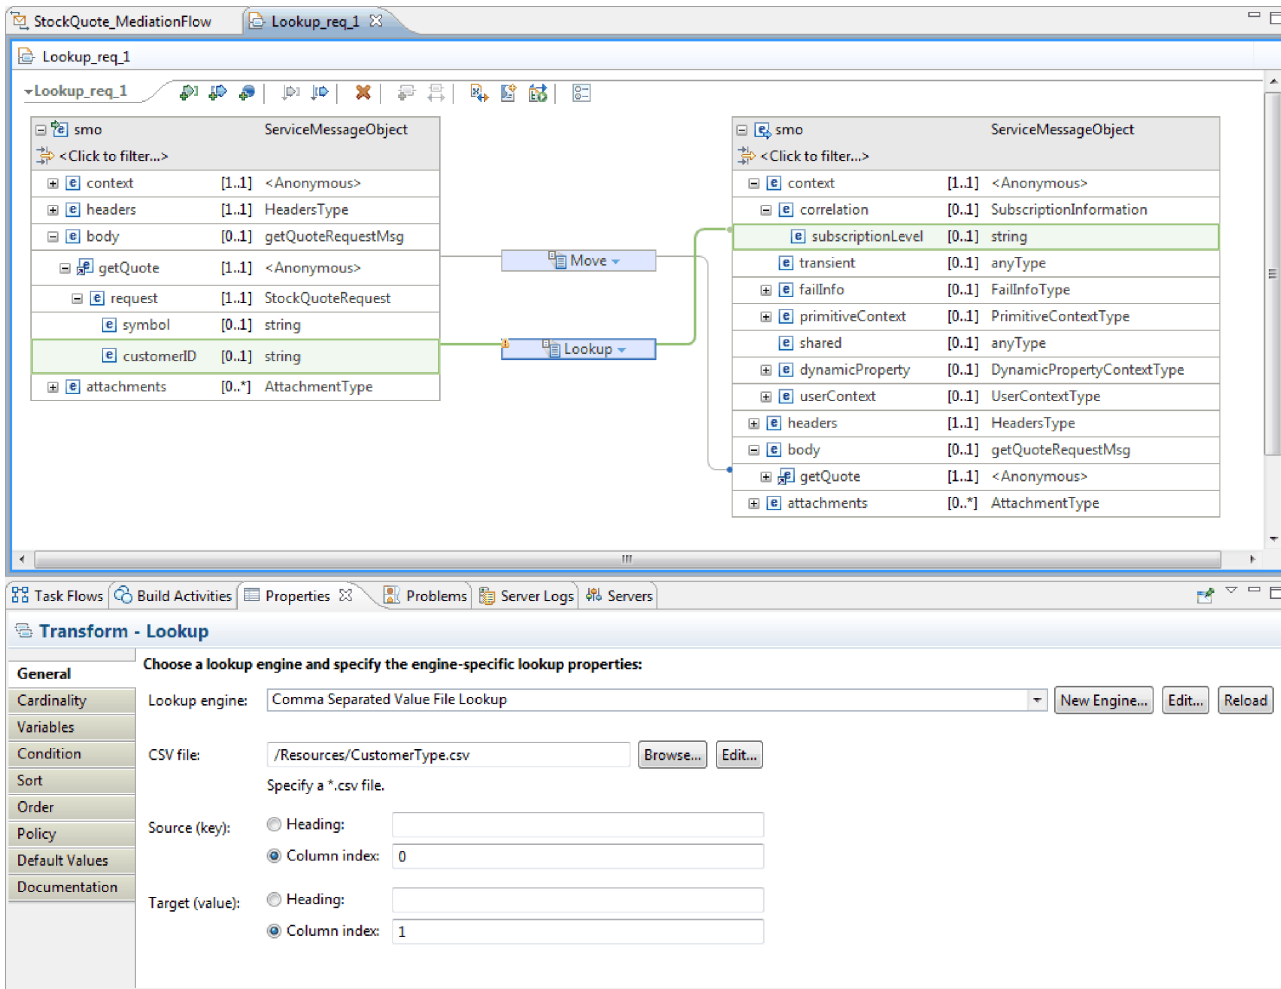 StockQuote_MediationFlow Lookup_req_1
Lookup_req_1
Lookup_req_1
smo ServiceMessageObject
<Click to filter...>
context [1..1] <Anonymous>
headers [1..1] HeadersType
body [0..1] getQuoteRequestMsg
getQuote [1..1] <Anonymous>
request [1..1] StockQuoteRequest
symbol [0..1] string
customerID [0..1] string
attachments [0..*] AttachmentType
Move
Lookup
smo ServiceMessageObject
<Click to filter...>
context [1..1] <Anonymous>
correlation [0..1] SubscriptionInformation
subscriptionLevel [0..1] string
transient [0..1] anyType
failInfo [0..1] FailInfoType
primitiveContext [0..1] PrimitiveContextType
shared [0..1] anyType
dynamicProperty [0..1] DynamicPropertyContextType
userContext [0..1] UserContextType
headers [1..1] HeadersType
body [0..1] getQuoteRequestMsg
getQuote [1..1] <Anonymous>
attachments [0..*] AttachmentType
Task Flows Build Activities Properties Problems Server Logs Servers
Transform - Lookup
General
Cardinality
Variables
Condition
Sort
Order
Policy
Default Values
Documentation
Choose a lookup engine and specify the engine-specific lookup properties:
Lookup engine: Comma Separated Value File Lookup New Engine... Edit... Reload
CSV file: /Resources/CustomerType.csv Browse... Edit...
Specify a *.csv file.
Source (key): Heading:
Column index: 0
Target (value): Heading:
Column index: 1